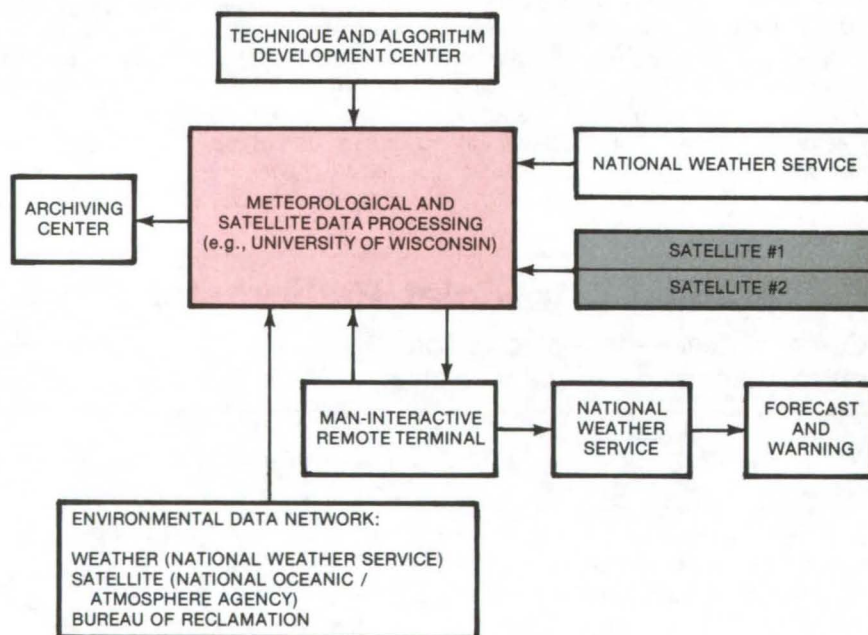 TECHNIQUE AND ALGORITHM
DEVELOPMENT CENTER
ARCHIVING
CENTER
METEOROLOGICAL AND
SATELLITE DATA PROCESSING
(e.g., UNIVERSITY OF WISCONSIN)
NATIONAL WEATHER SERVICE
SATELLITE #1
SATELLITE #2
MAN-INTERACTIVE
REMOTE TERMINAL
NATIONAL
WEATHER
SERVICE
FORECAST
AND
WARNING
ENVIRONMENTAL DATA NETWORK:
WEATHER (NATIONAL WEATHER SERVICE)
SATELLITE (NATIONAL OCEANIC /
ATMOSPHERE AGENCY)
BUREAU OF RECLAMATION